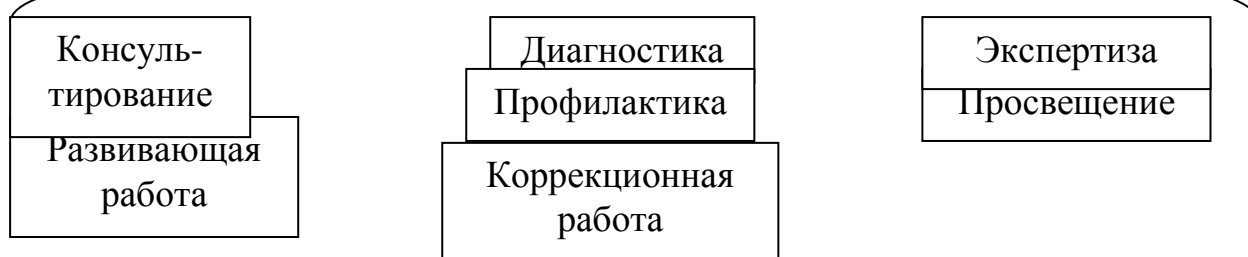 Консуль-
тирование
Развивающая
работа
Диагностика
Профилактика
Коррекционная
работа
Экспертиза
Просвещение